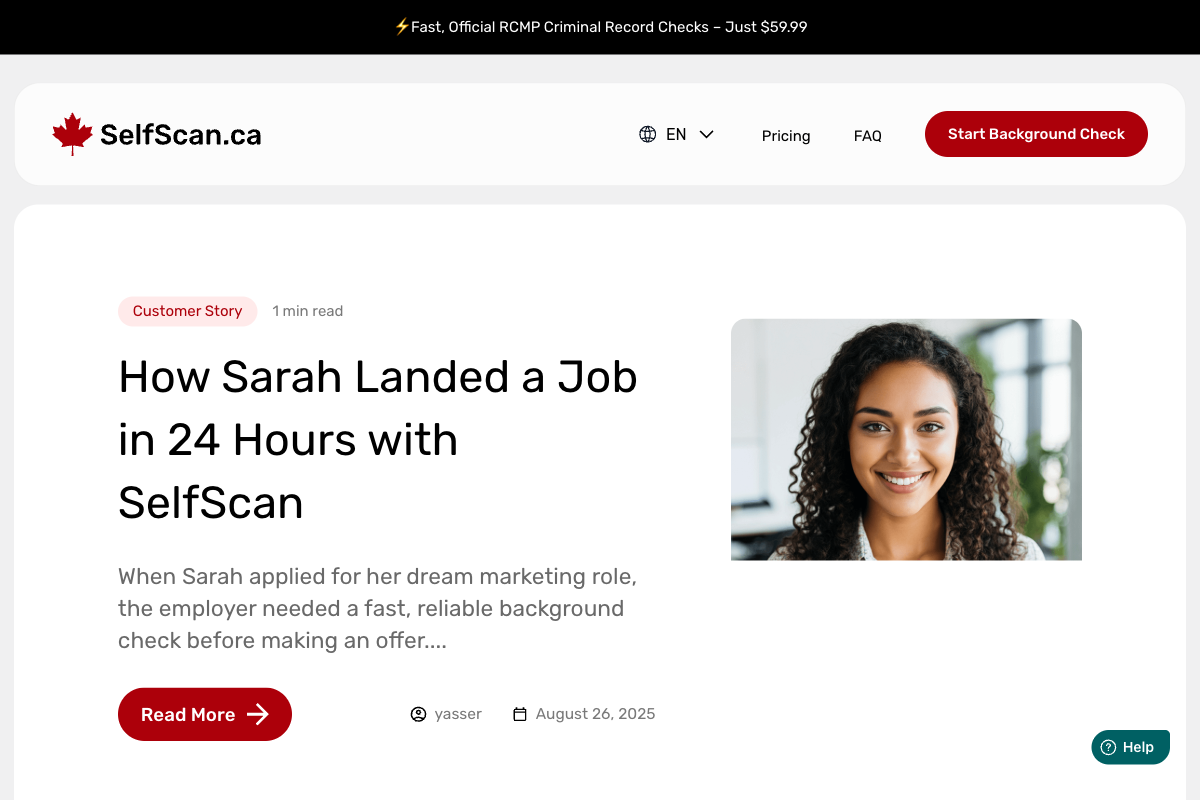 ⚡Fast, Official RCMP Criminal Record Checks – Just $59.99
SelfScan.ca
EN
Pricing
FAQ
Start Background Check
Customer Story
1 min read
How Sarah Landed a Job
in 24 Hours with
SelfScan
When Sarah applied for her dream marketing role,
the employer needed a fast, reliable background
check before making an offer....
Read More
yasser
August 26, 2025
Help